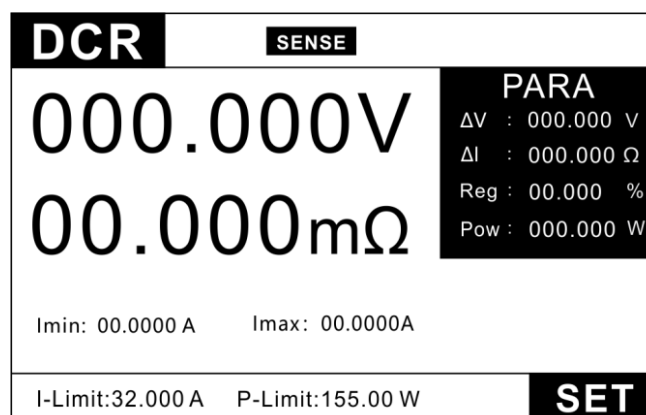 DCR
SENSE
000.000V
00.000mΩ
PARA
ΔV : 000.000 V
ΔI : 000.000 Ω
Reg : 00.000 %
Pow : 000.000 W
Imin: 00.0000 A
Imax: 00.0000A
I-Limit:32.000 A
P-Limit:155.00 W
SET